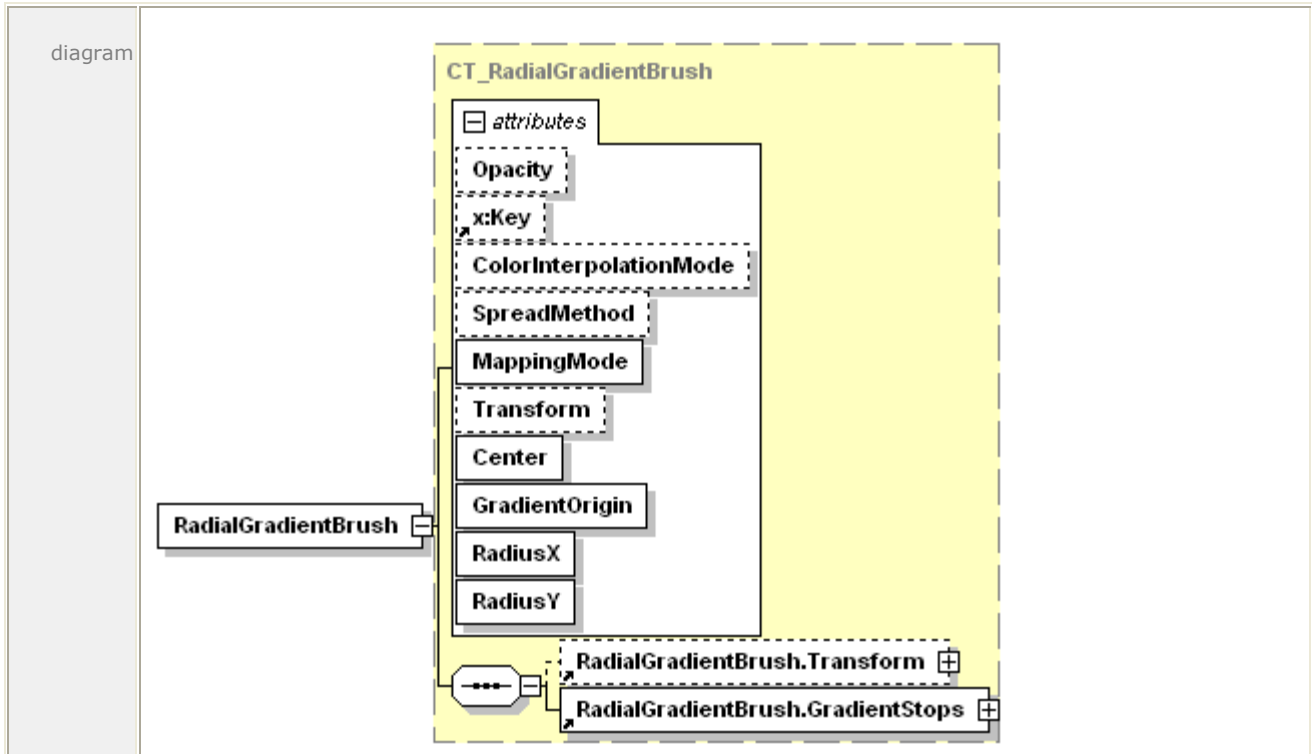 diagram
CT_RadialGradientBrush
attributes
Opacity
x:Key
ColorInterpolationMode
SpreadMethod
MappingMode
Transform
Center
GradientOrigin
RadialGradientBrush
RadiusX
RadiusY
RadialGradientBrush.Transform
RadialGradientBrush.GradientStops